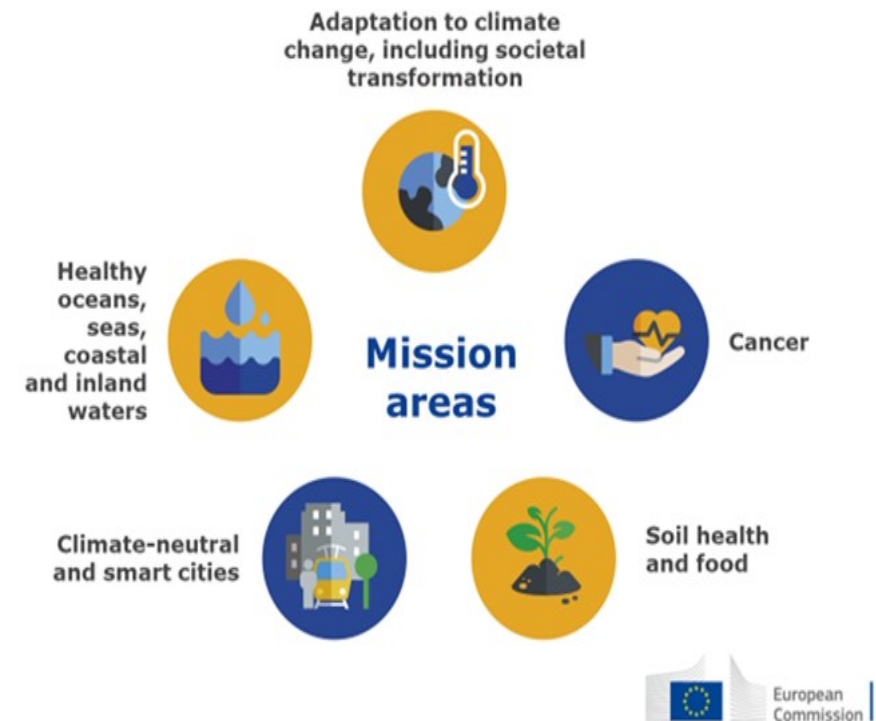 Adaptation to climate
change, including societal
transformation
Healthy
oceans,
seas,
coastal
and inland
waters
Mission
areas
Cancer
Climate-neutral
and smart cities
Soil health
and food
European
Commission